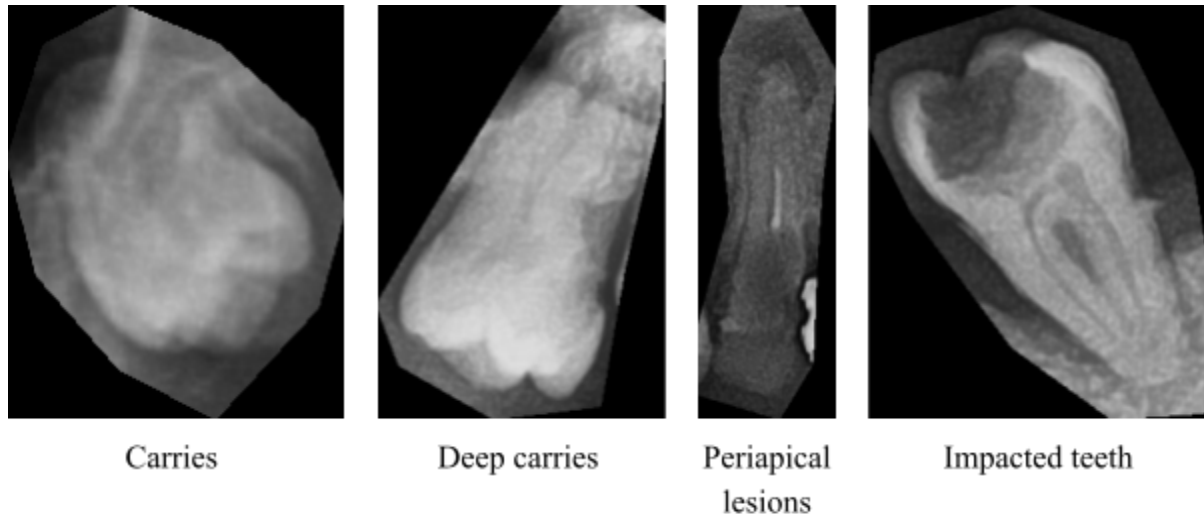 Carries
Deep carries
Periapical
lesions
Impacted teeth